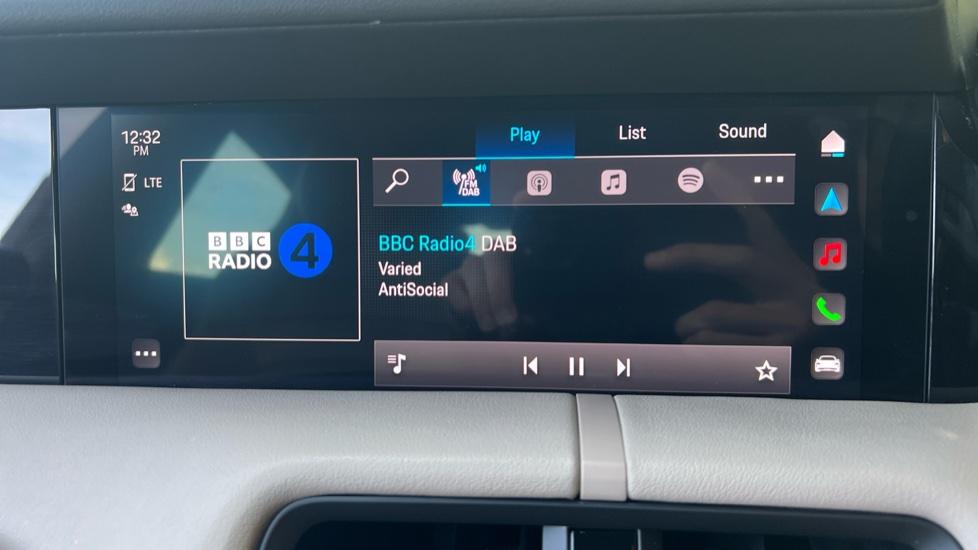 12:32
PM
LTE
Play
List
Sound
FM
DAB
BBC
RADIO 4
BBC Radio4 DAB
Varied
AntiSocial